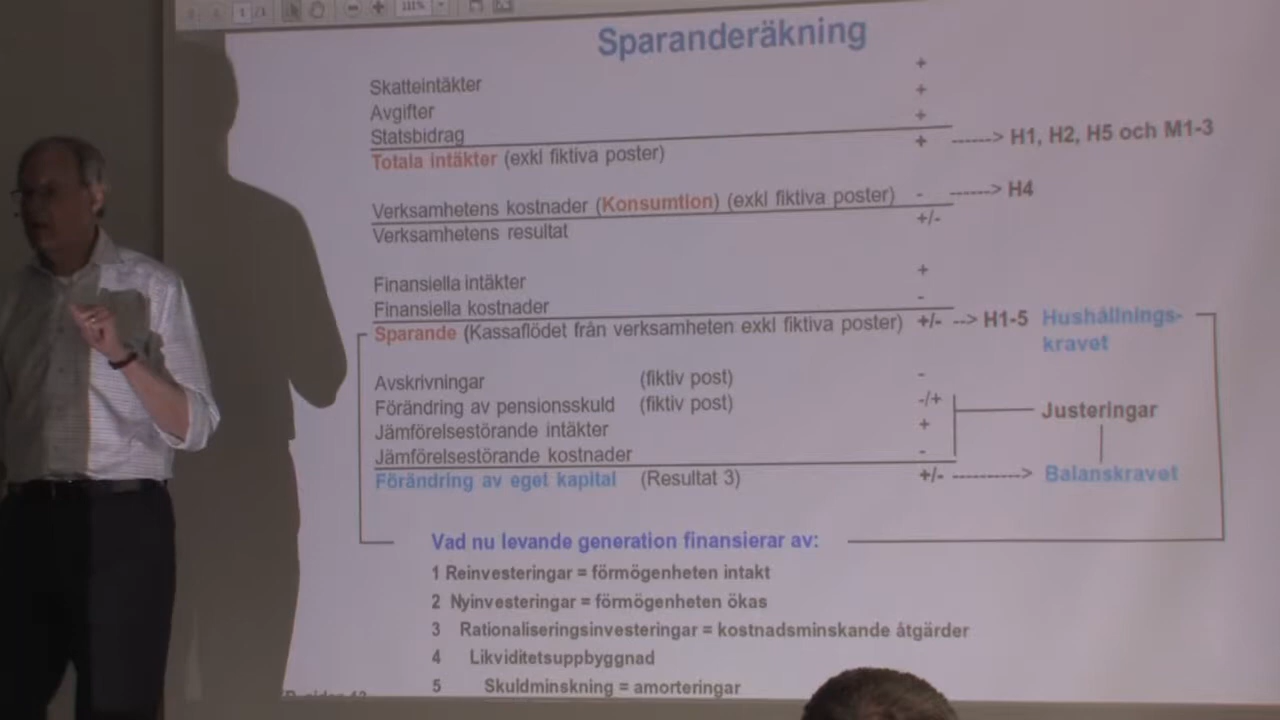 1 / 1
111%
Sparanderäkning
Skatteintäkter +
Avgifter +
Statsbidrag +
Totala intäkter (exkl fiktiva poster) + ------> H1, H2, H5 och M1-3
Verksamhetens kostnader (Konsumtion) (exkl fiktiva poster) - ------> H4
Verksamhetens resultat +/-
Finansiella intäkter +
Finansiella kostnader -
Sparande (Kassaflödet från verksamheten exkl fiktiva poster) +/- --> H1-5 Hushållnings-
kravet
Avskrivningar (fiktiv post) -
Förändring av pensionsskuld (fiktiv post) -/+ Justeringar
Jämförelsestörande intäkter +
Jämförelsestörande kostnader -
Förändring av eget kapital (Resultat 3) +/- -----------> Balanskravet
Vad nu levande generation finansierar av:
1 Reinvesteringar = förmögenheten intakt
2 Nyinvesteringar = förmögenheten ökas
3 Rationaliseringsinvesteringar = kostnadsminskande åtgärder
4 Likviditetsuppbyggnad
5 Skuldminskning = amorteringar